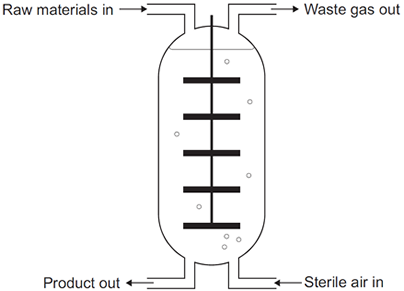 Raw materials in
Waste gas out
Product out
Sterile air in